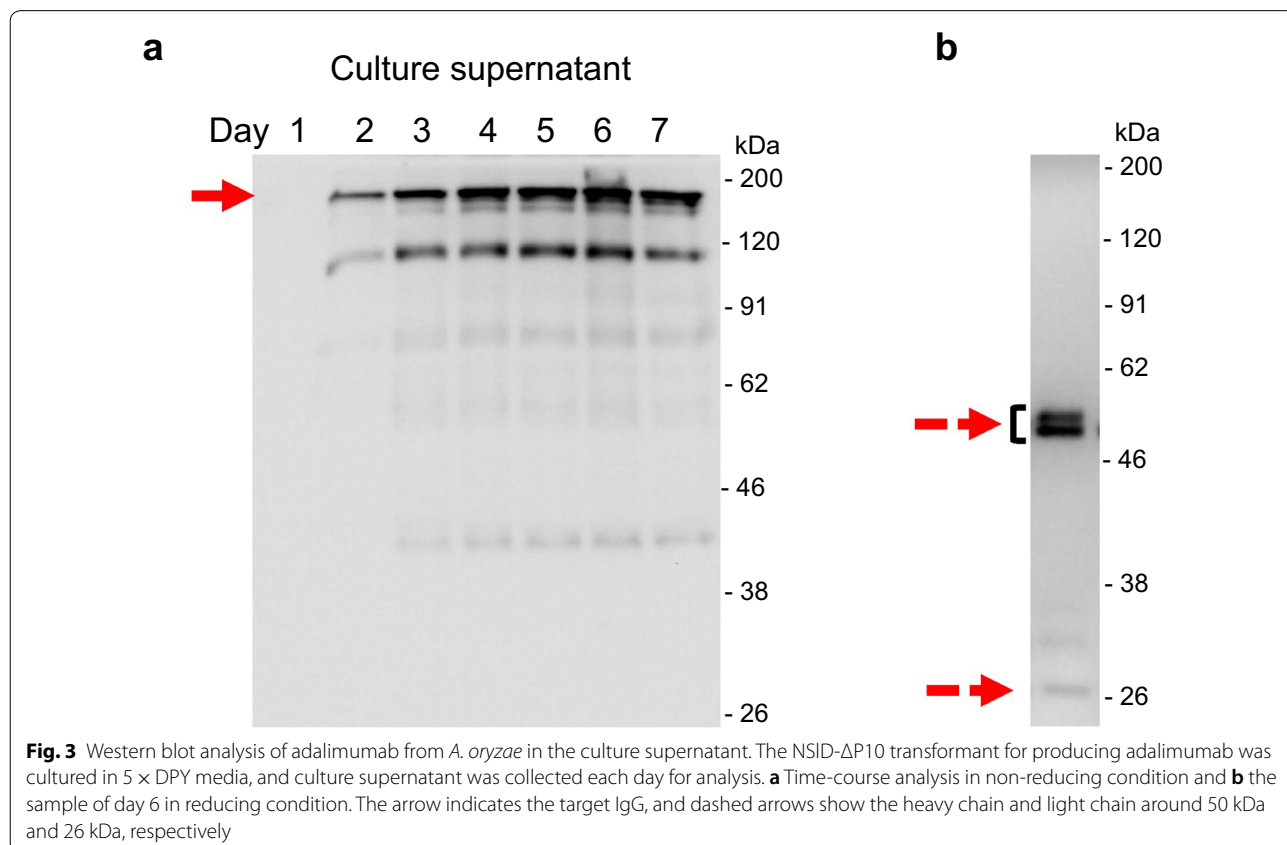 a
b
Culture supernatant
Day 1 2 3 4 5 6 7
kDa
- 200
- 120
- 91
- 62
- 46
- 38
- 26
kDa
- 200
- 120
- 91
- 62
- 46
- 38
- 26
Fig. 3 Western blot analysis of adalimumab from A. oryzae in the culture supernatant. The NSlD-ΔP10 transformant for producing adalimumab was
cultured in 5 × DPY media, and culture supernatant was collected each day for analysis. a Time-course analysis in non-reducing condition and b the
sample of day 6 in reducing condition. The arrow indicates the target IgG, and dashed arrows show the heavy chain and light chain around 50 kDa
and 26 kDa, respectively